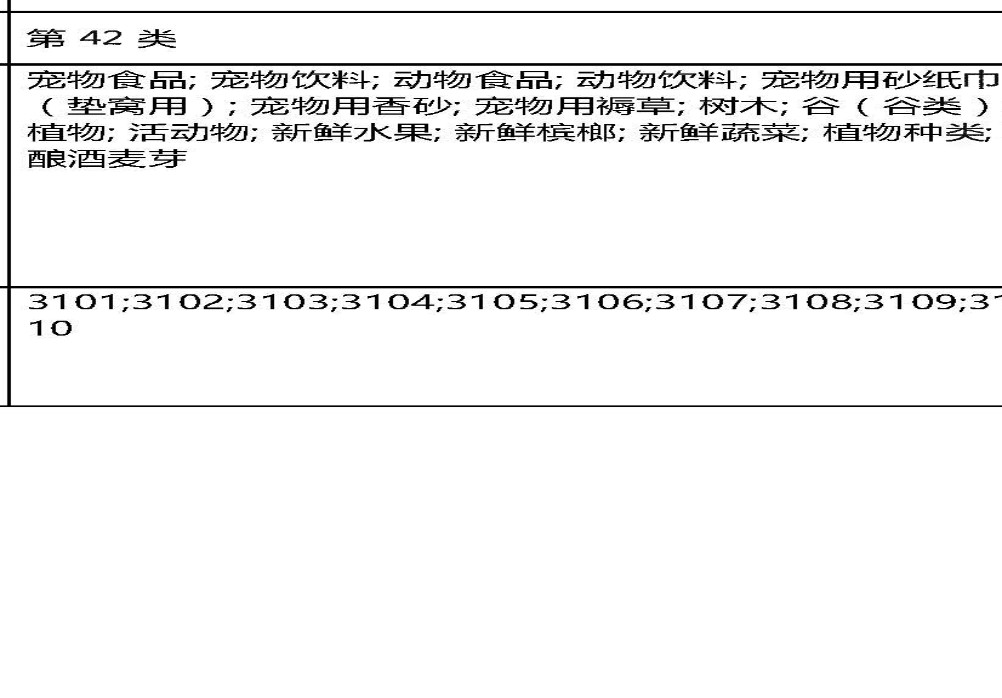 第 42 类
宠物食品; 宠物饮料; 动物食品; 动物饮料; 宠物用砂纸巾
（垫窝用）; 宠物用香砂; 宠物用褥草; 树木; 谷（谷类）
植物; 活动物; 新鲜水果; 新鲜槟榔; 新鲜蔬菜; 植物种类;
酿酒麦芽
3101;3102;3103;3104;3105;3106;3107;3108;3109;31
10